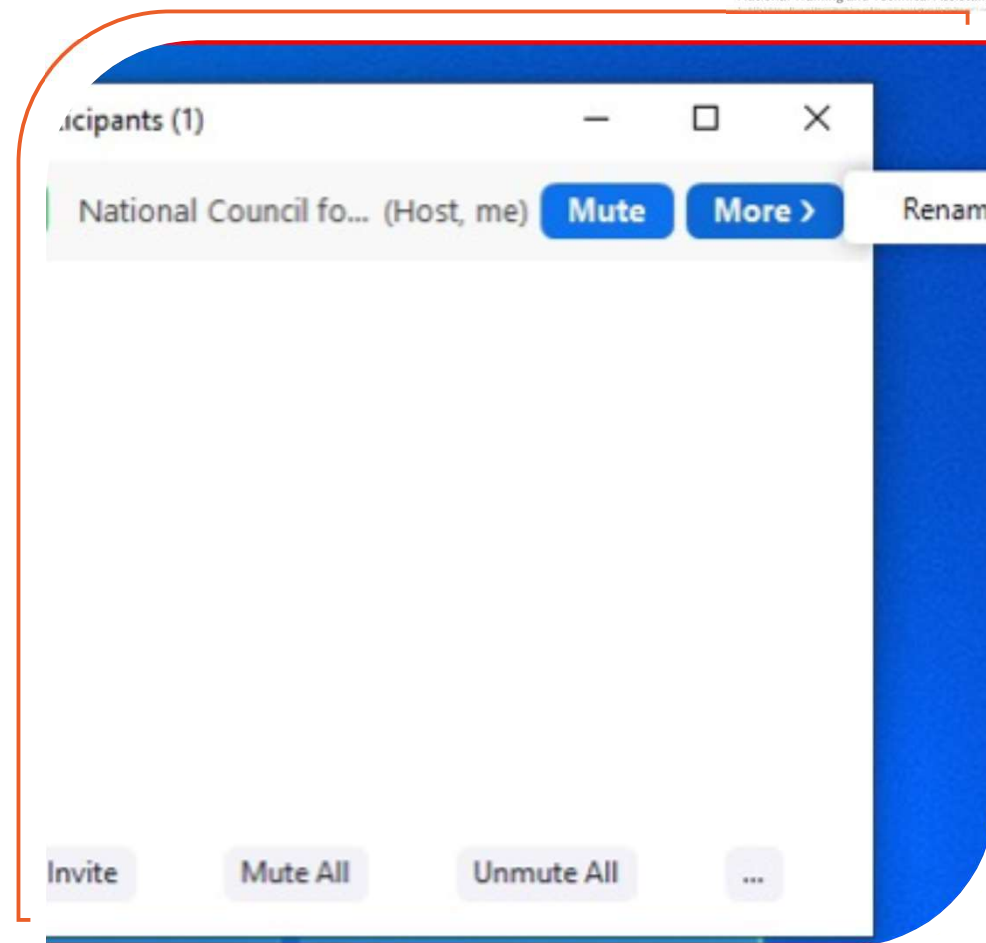 icipants (1)
National Council fo... (Host, me) Mute More >
Renam
Invite Mute All Unmute All ...